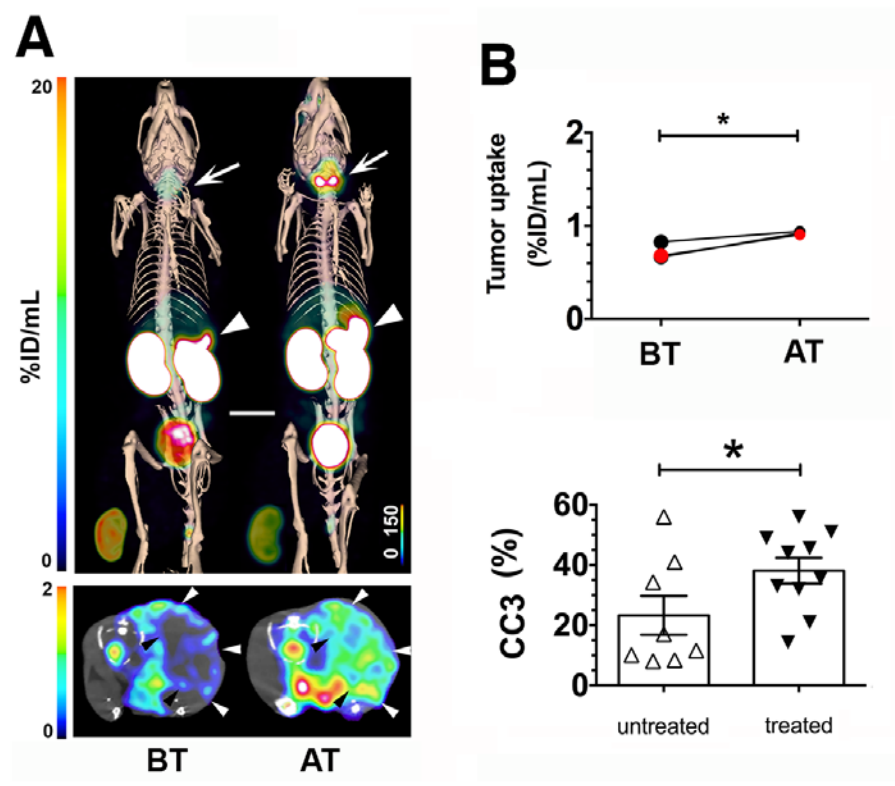 A
20
%ID/mL
0
0 150
2
0
BT
AT
B
Tumor uptake
(%ID/mL)
2
1
0
*
BT
AT
CC3 (%)
60
40
20
0
*
untreated
treated